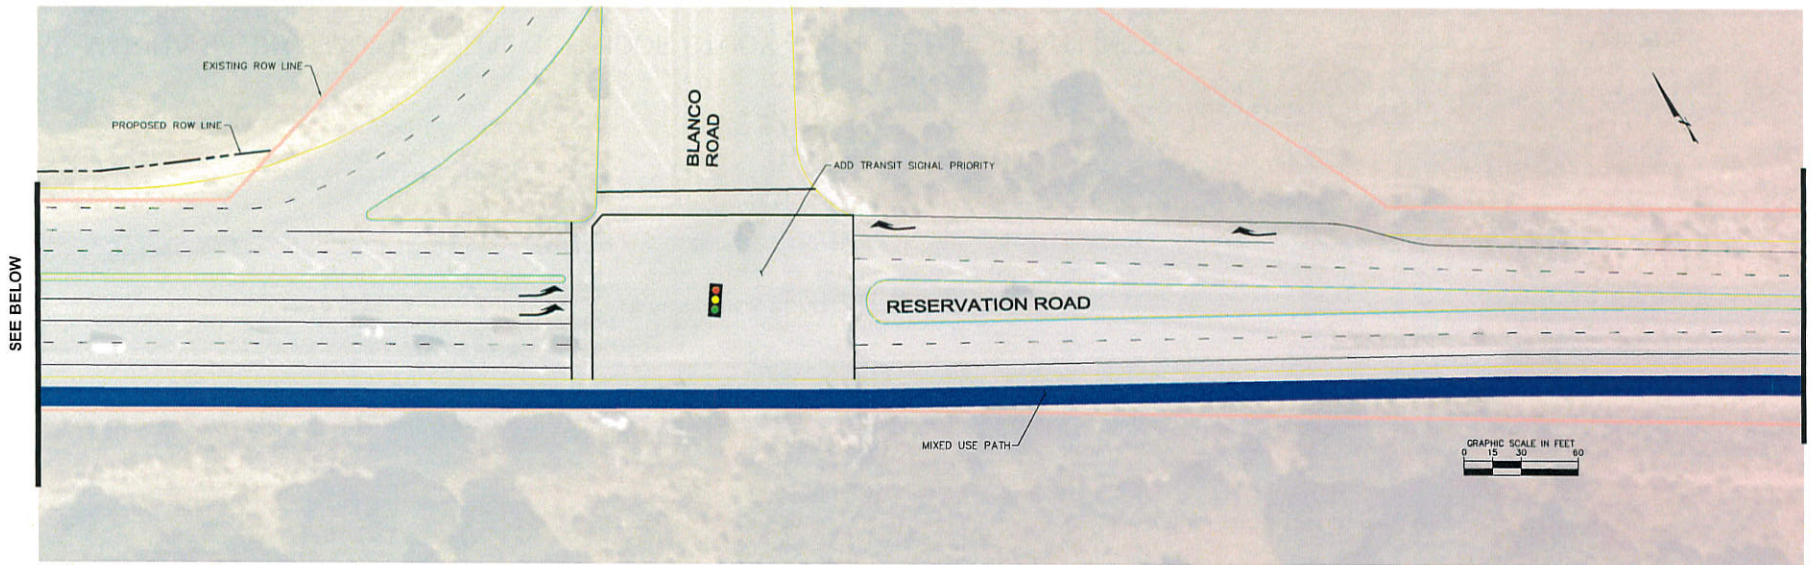 EXISTING ROW LINE
PROPOSED ROW LINE
BLANCO
ROAD
ADD TRANSIT SIGNAL PRIORITY
SEE BELOW
RESERVATION ROAD
MIXED USE PATH
GRAPHIC SCALE IN FEET
0 15 30 60